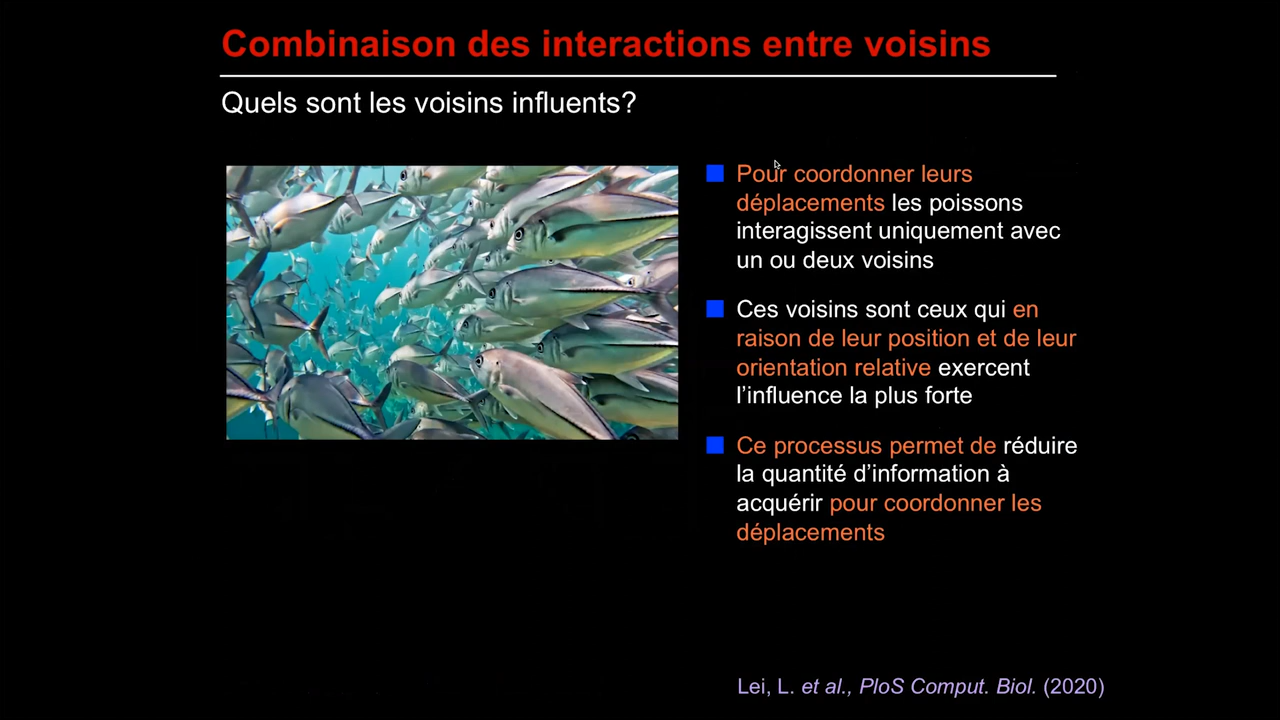 Combinaison des interactions entre voisins
Quels sont les voisins influents?
Pour coordonner leurs
déplacements les poissons
interagissent uniquement avec
un ou deux voisins
Ces voisins sont ceux qui en
raison de leur position et de leur
orientation relative exercent
l’influence la plus forte
Ce processus permet de réduire
la quantité d’information à
acquérir pour coordonner les
déplacements
Lei, L. et al., PloS Comput. Biol. (2020)